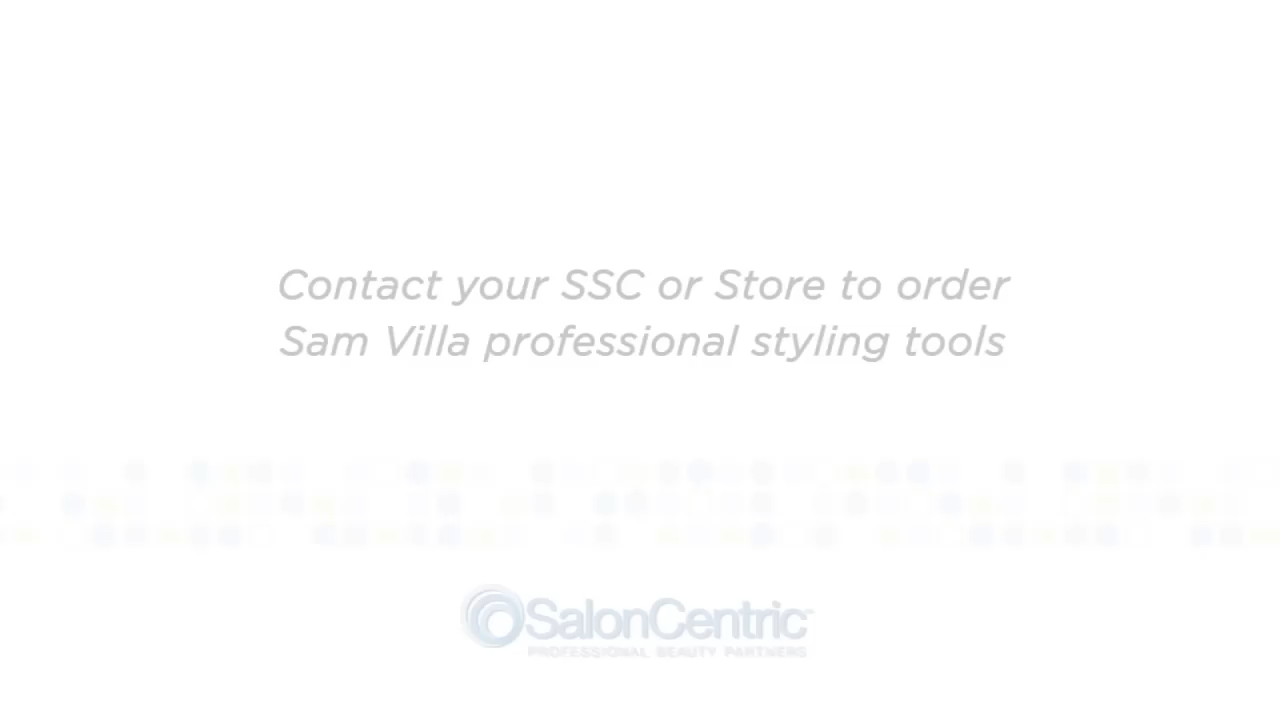 Contact your SSC or Store to order
Sam Villa professional styling tools
SalonCentric
PROFESSIONAL BEAUTY PARTNERS